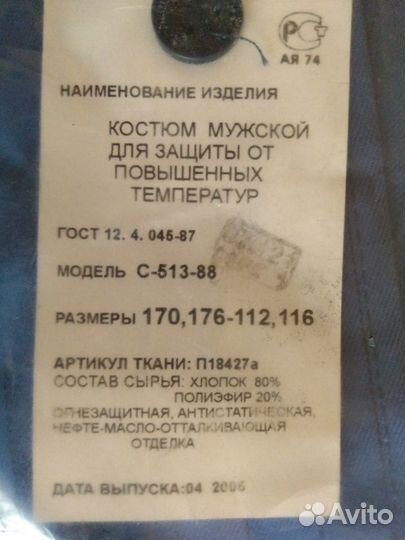 РСТ
АЯ 74
НАИМЕНОВАНИЕ ИЗДЕЛИЯ
КОСТЮМ МУЖСКОЙ
ДЛЯ ЗАЩИТЫ ОТ
ПОВЫШЕННЫХ
ТЕМПЕРАТУР
ГОСТ 12. 4. 045-87
МОДЕЛЬ С-513-88
РАЗМЕРЫ 170,176-112,116
АРТИКУЛ ТКАНИ: П18427а
СОСТАВ СЫРЬЯ: ХЛОПОК 80%
ПОЛИЭФИР 20%
ОГНЕЗАЩИТНАЯ, АНТИСТАТИЧЕСКАЯ,
НЕФТЕ-МАСЛО-ОТТАЛКИВАЮЩАЯ
ОТДЕЛКА
ДАТА ВЫПУСКА:04 2006
Avito